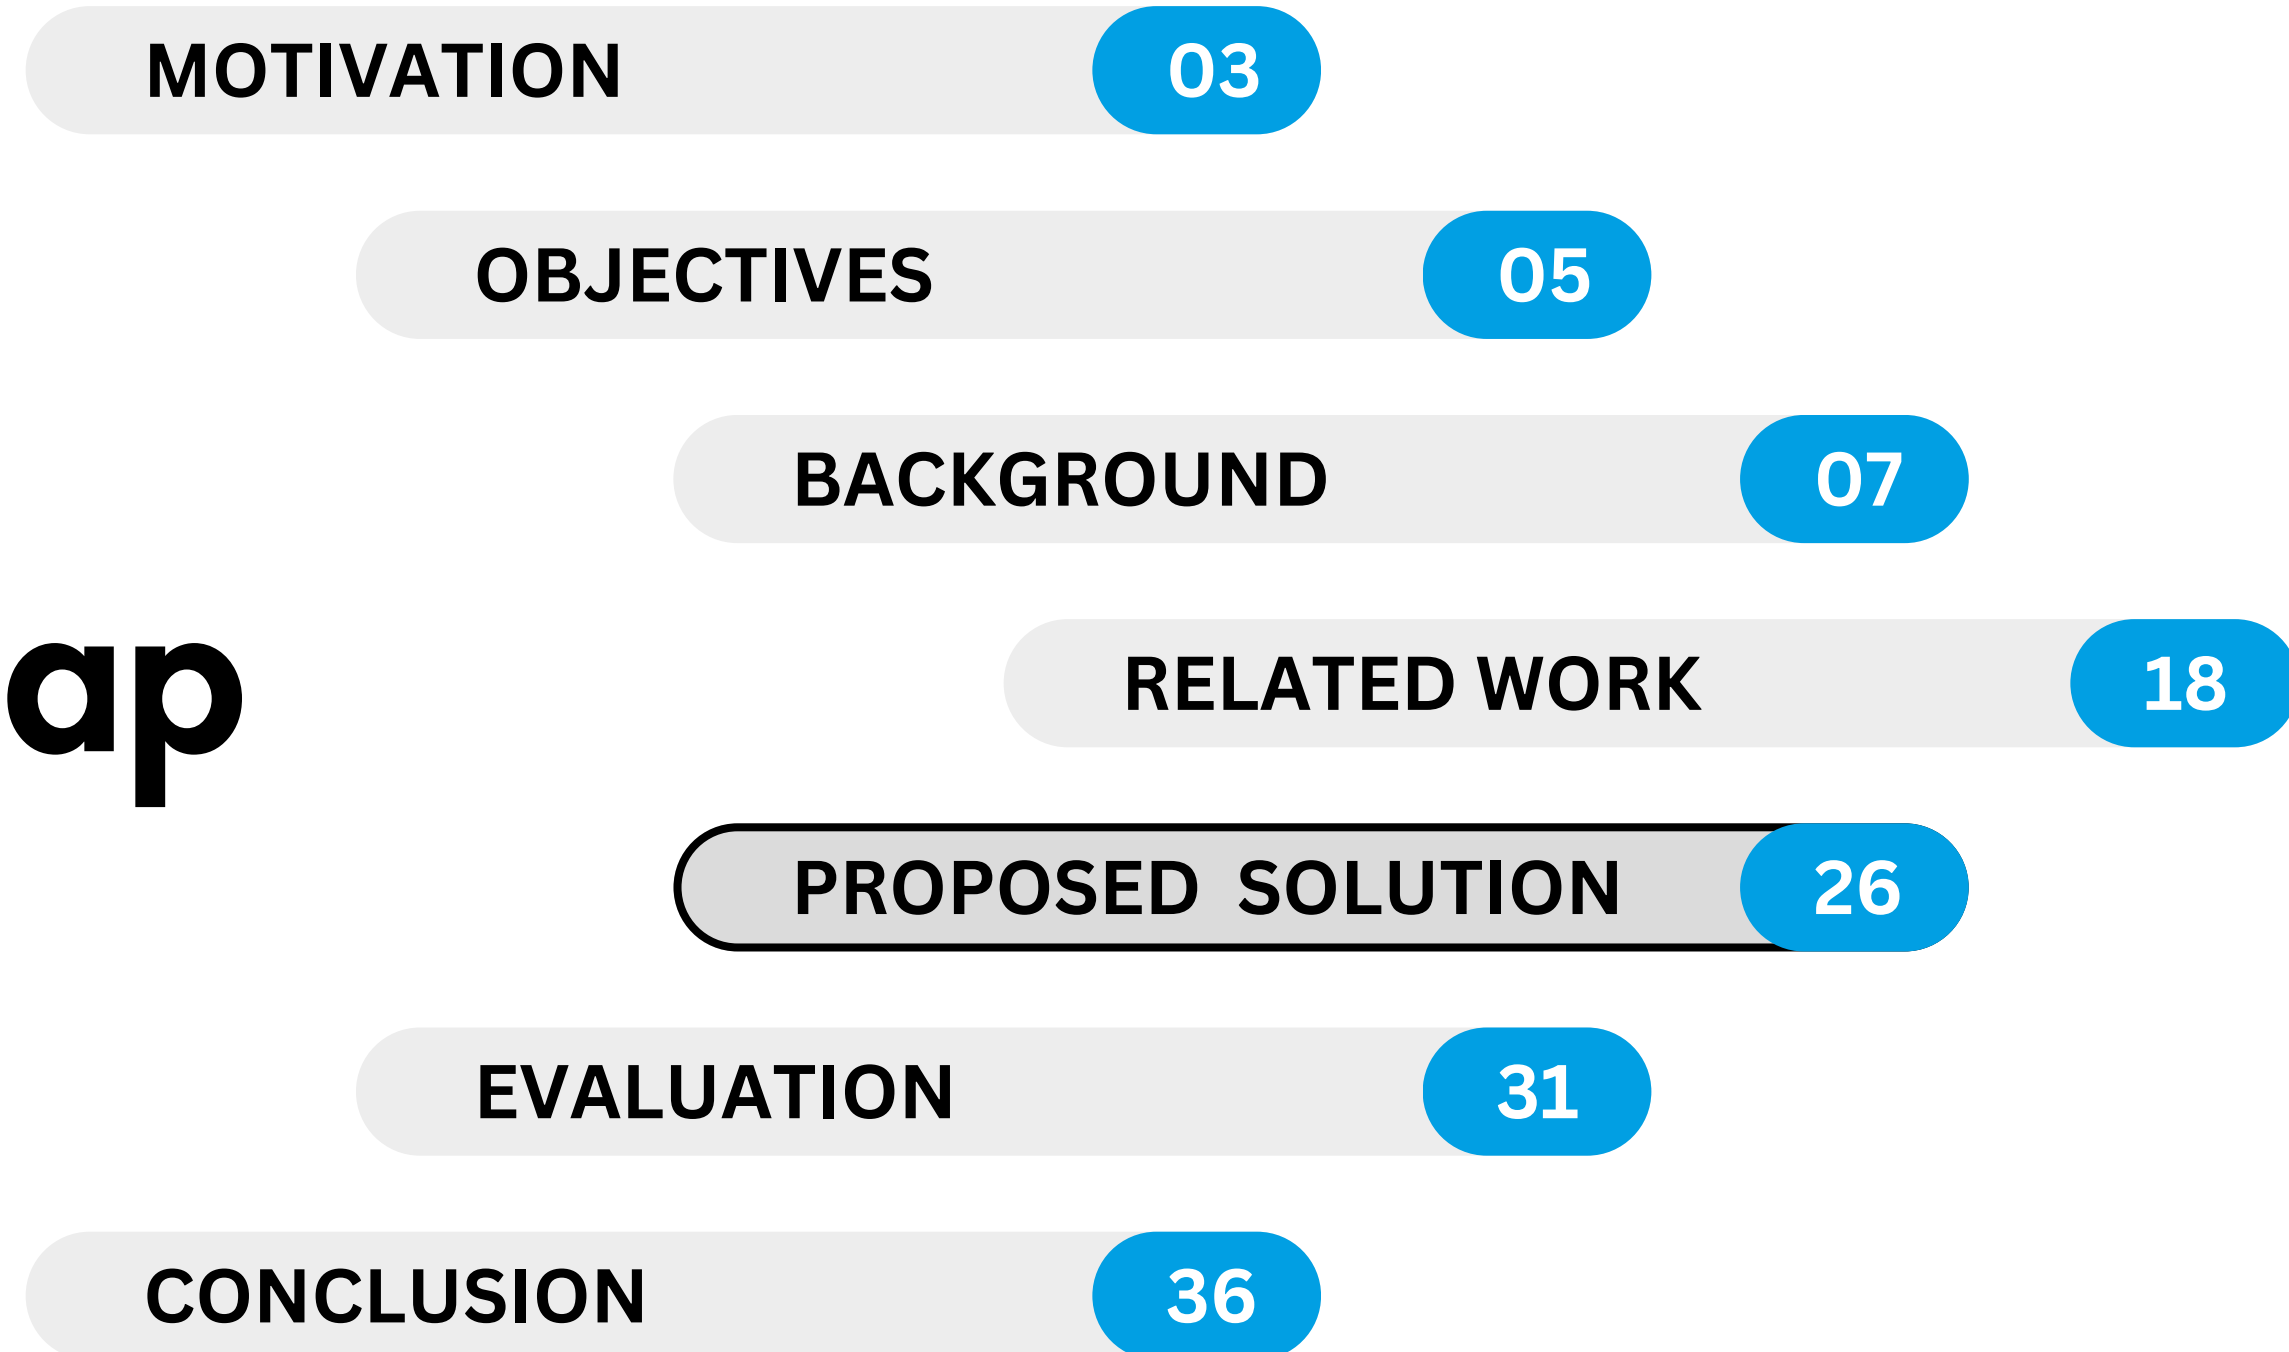 MOTIVATION 03
OBJECTIVES 05
BACKGROUND 07
ap
RELATED WORK 18
PROPOSED SOLUTION 26
EVALUATION 31
CONCLUSION 36